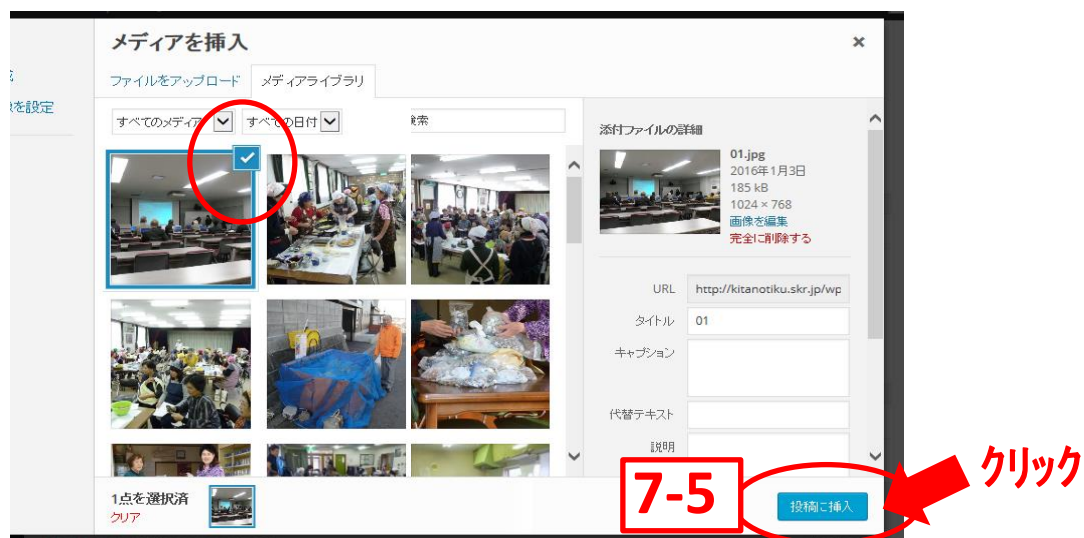 メディアを挿入
×
ファイルをアップロード メディアライブラリ
を設定
すべてのメディア すべての日付 検索
添付ファイルの詳細
01.jpg
2016年1月3日
185 kB
1024 × 768
画像を編集
完全に削除する
URL http://kitanotiku.skr.jp/wp
タイトル 01
キャプション
代替テキスト
説明
1点を選択済
クリア
7-5
投稿に挿入
クリック